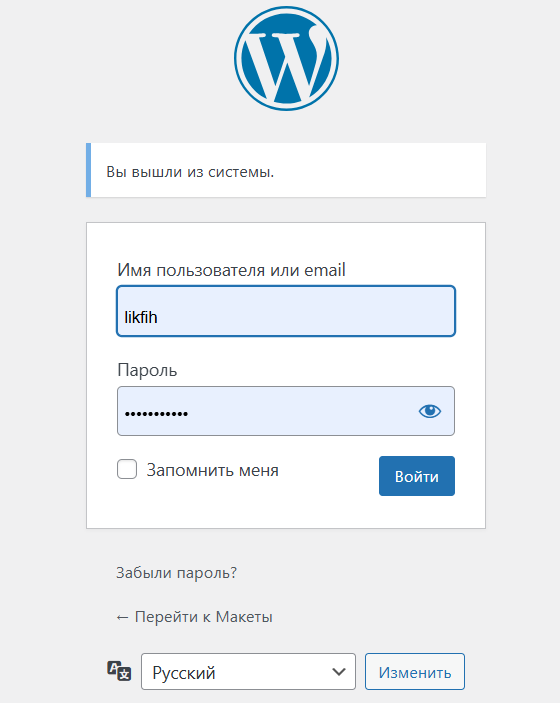 Вы вышли из системы.
Имя пользователя или email
likfih
Пароль
•••••••••••
Запомнить меня
Войти
Забыли пароль?
← Перейти к Макеты
Русский
Изменить